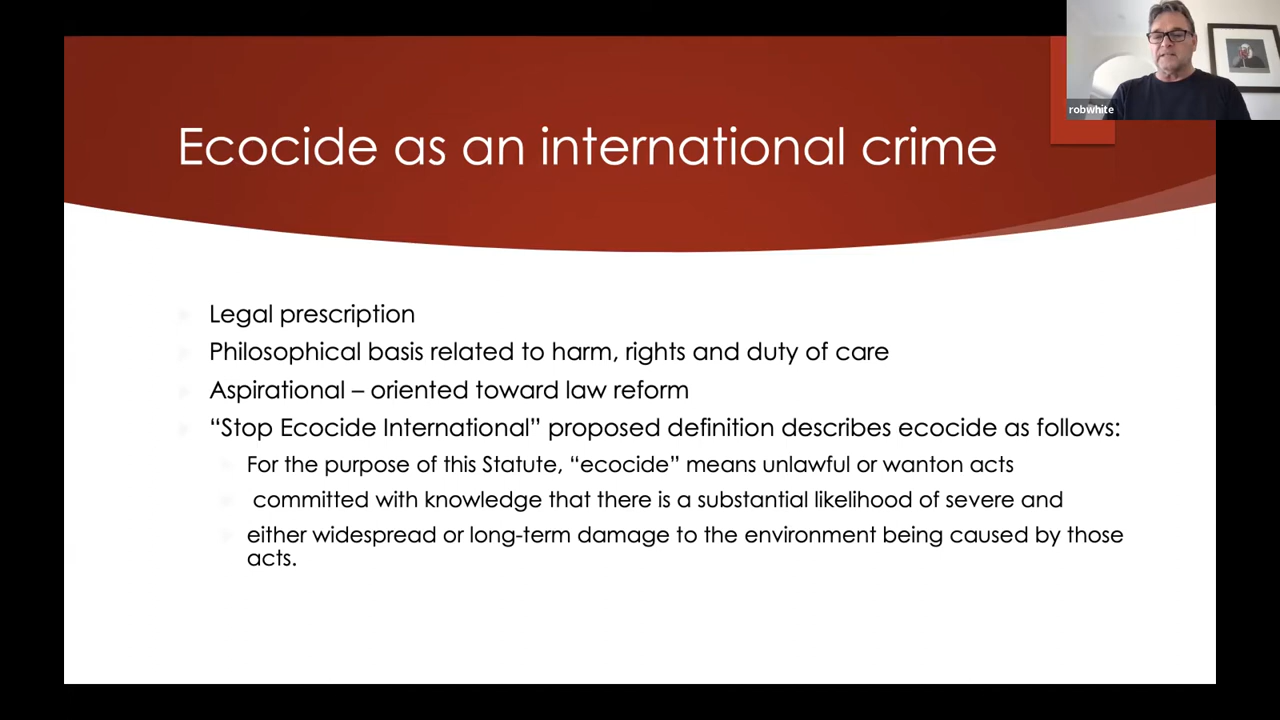 Ecocide as an international crime
robwhite
Legal prescription
Philosophical basis related to harm, rights and duty of care
Aspirational – oriented toward law reform
“Stop Ecocide International” proposed definition describes ecocide as follows:
For the purpose of this Statute, “ecocide” means unlawful or wanton acts
committed with knowledge that there is a substantial likelihood of severe and
either widespread or long-term damage to the environment being caused by those
acts.